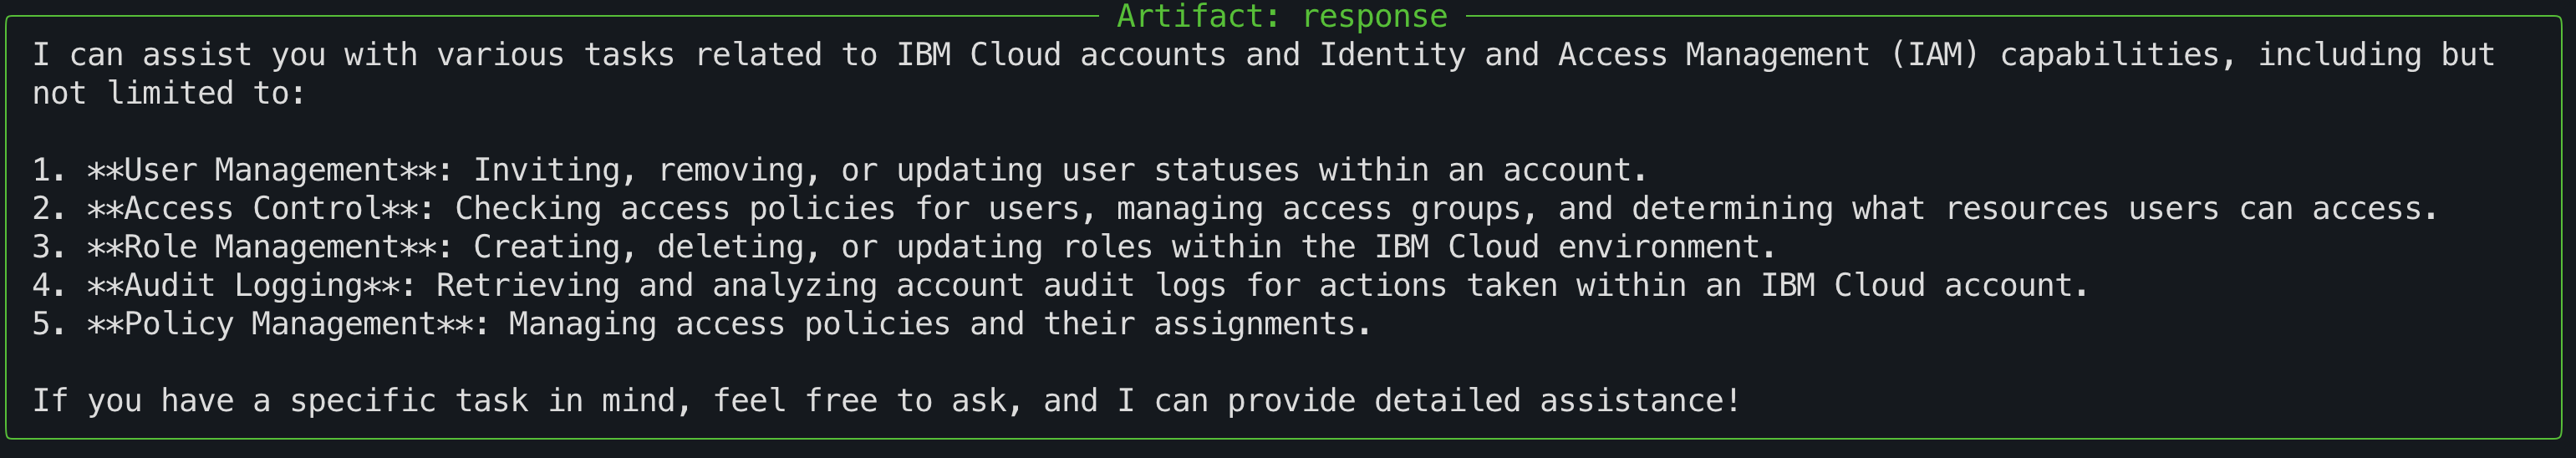 Artifact: response
I can assist you with various tasks related to IBM Cloud accounts and Identity and Access Management (IAM) capabilities, including but
not limited to:
1. **User Management**: Inviting, removing, or updating user statuses within an account.
2. **Access Control**: Checking access policies for users, managing access groups, and determining what resources users can access.
3. **Role Management**: Creating, deleting, or updating roles within the IBM Cloud environment.
4. **Audit Logging**: Retrieving and analyzing account audit logs for actions taken within an IBM Cloud account.
5. **Policy Management**: Managing access policies and their assignments.
If you have a specific task in mind, feel free to ask, and I can provide detailed assistance!